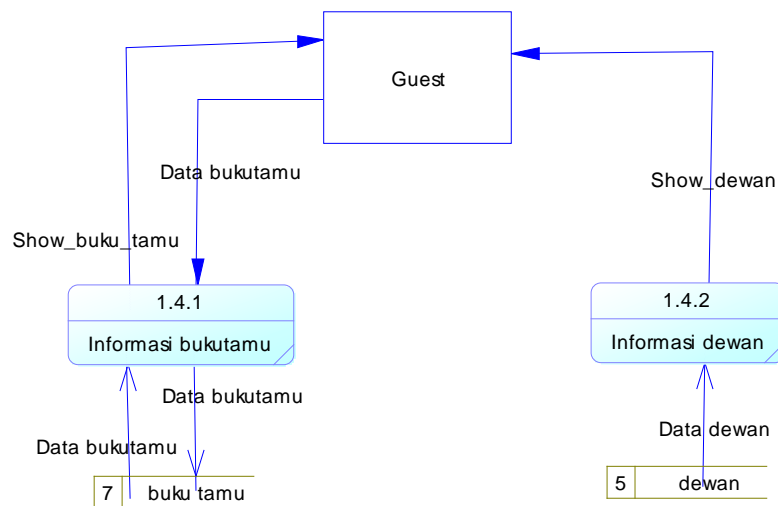 Guest
Data bukutamu
Show_dewan
Show_buku_tamu
1.4.1
Informasi bukutamu
1.4.2
Informasi dewan
Data bukutamu
Data bukutamu
Data dewan
7 buku tamu
5 dewan